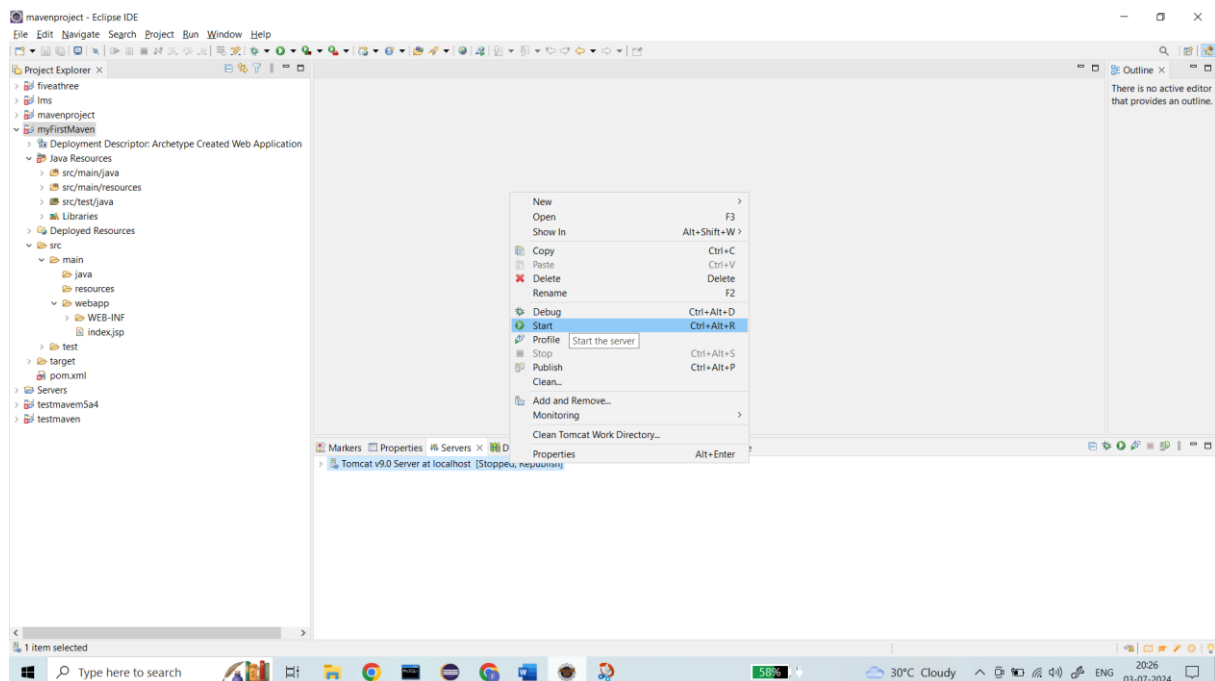 mavenproject - Eclipse IDE
File Edit Navigate Search Project Run Window Help
Project Explorer
Outline
There is no active editor
that provides an outline.
fiveathree
lms
mavenproject
myFirstMaven
Deployment Descriptor: Archetype Created Web Application
Java Resources
src/main/java
src/main/resources
src/test/java
Libraries
Deployed Resources
src
main
java
resources
webapp
WEB-INF
index.jsp
test
target
pom.xml
Servers
testmavem5a4
testmaven
New
Open F3
Show In Alt+Shift+W
Copy Ctrl+C
Paste Ctrl+V
Delete Delete
Rename F2
Debug Ctrl+Alt+D
Start Ctrl+Alt+R
Profile
Start the server
Stop Ctrl+Alt+S
Publish Ctrl+Alt+P
Clean...
Add and Remove...
Monitoring
Clean Tomcat Work Directory...
Properties Alt+Enter
Markers Properties Servers D
Tomcat v9.0 Server at localhost [Stopped, Republish]
1 item selected
Type here to search
58%
30°C Cloudy
ENG
20:26
03-07-2024